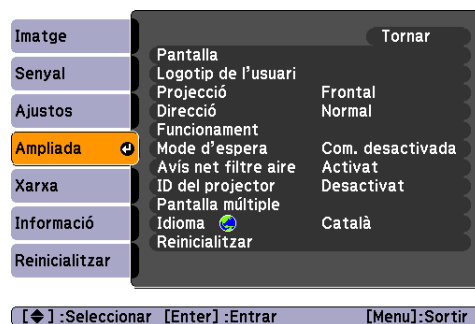 Imatge
Senyal
Ajustos
Ampliada
Xarxa
Informació
Reinicialitzar
Tornar
Pantalla
Logotip de l'usuari
Projecció Frontal
Direcció Normal
Funcionament
Mode d'espera Com. desactivada
Avís net filtre aire Activat
ID del projector Desactivat
Pantalla múltiple
Idioma Català
Reinicialitzar
[◆] :Seleccionar [Enter] :Entrar [Menu]:Sortir